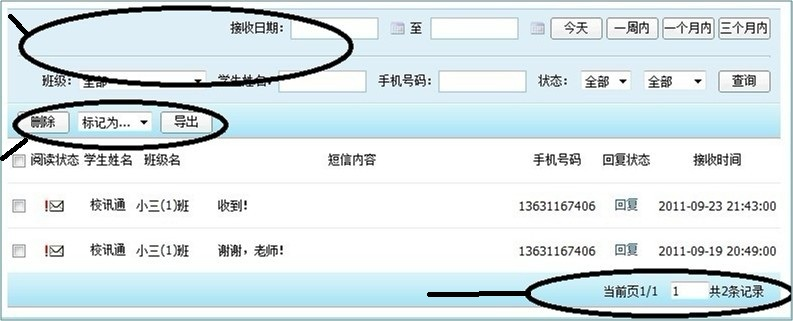 接收日期： 至 今天 一周内 一个月内 三个月内
班级： 全部 学生姓名： 手机号码： 状态： 全部 全部 查询
删除 标记为... 导出
阅读状态 学生姓名 班级名 短信内容 手机号码 回复状态 接收时间
校讯通 小三(1)班 收到！ 13631167406 回复 2011-09-23 21:43:00
校讯通 小三(1)班 谢谢，老师！ 13631167406 回复 2011-09-19 20:49:00
当前页1/1 1 共2条记录